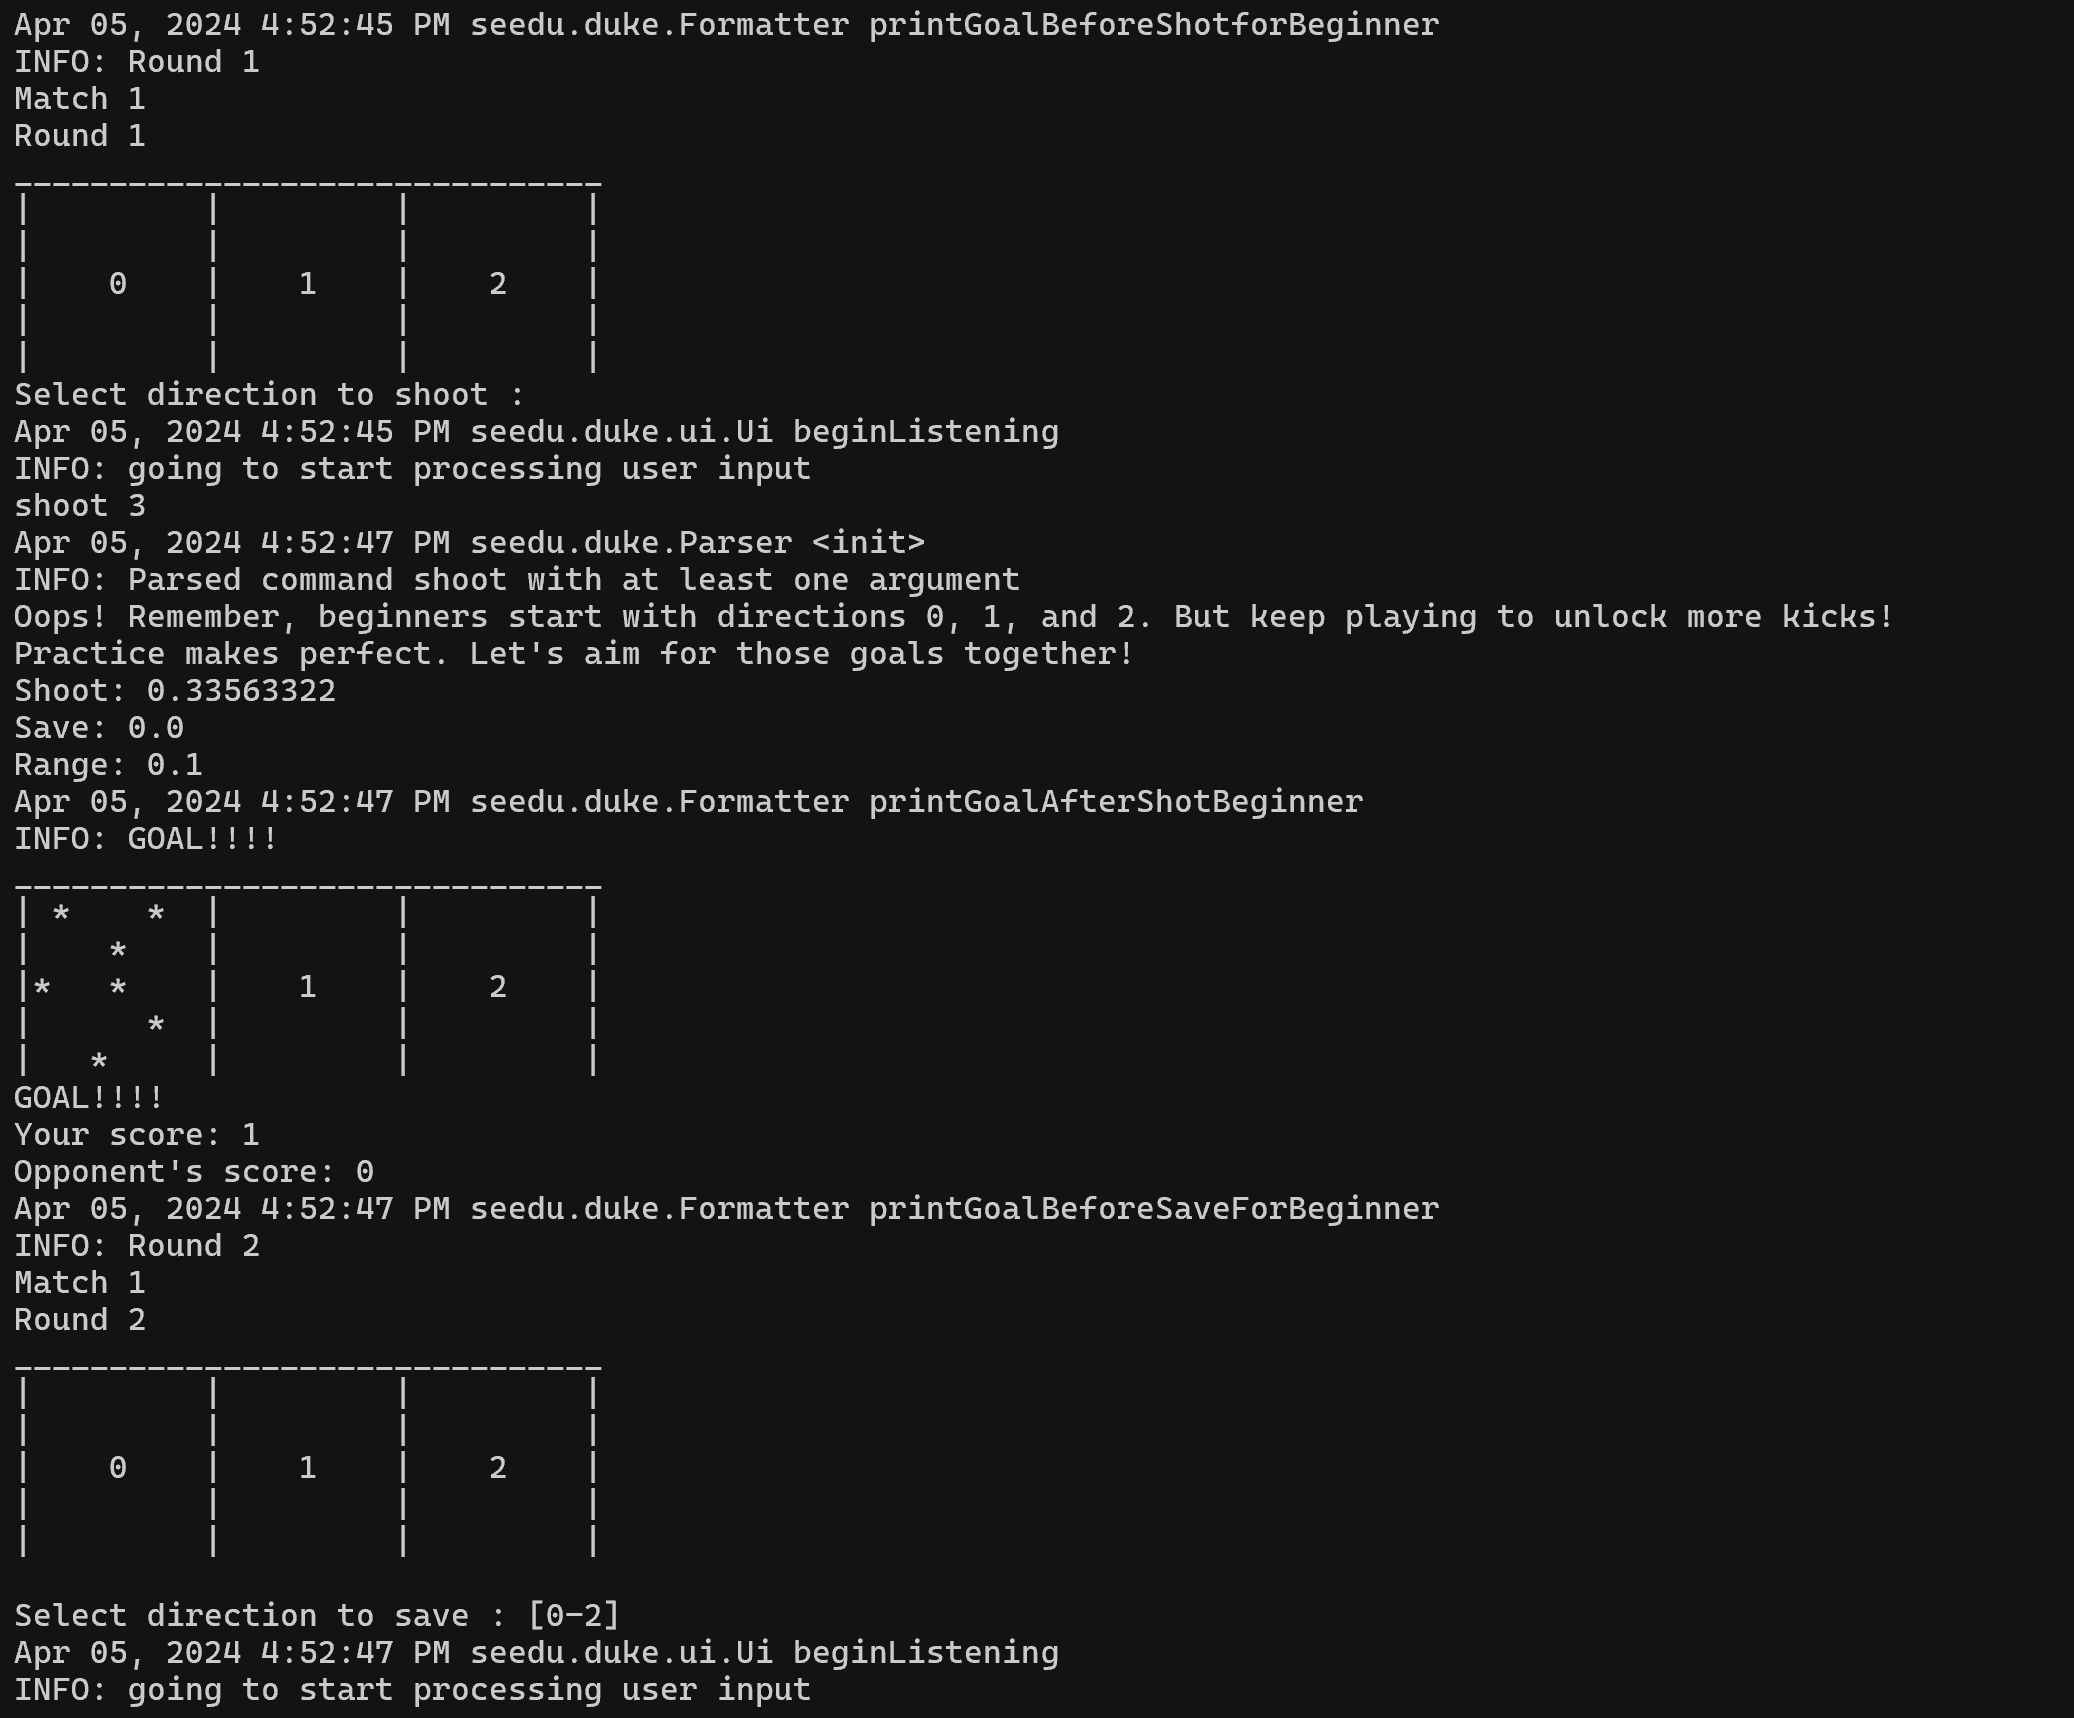 Apr 05, 2024 4:52:45 PM seedu.duke.Formatter printGoalBeforeShotforBeginner
INFO: Round 1
Match 1
Round 1
_______________________________
|         |         |         |
|         |         |         |
|    0    |    1    |    2    |
|         |         |         |
|         |         |         |
Select direction to shoot :
Apr 05, 2024 4:52:45 PM seedu.duke.ui.Ui beginListening
INFO: going to start processing user input
shoot 3
Apr 05, 2024 4:52:47 PM seedu.duke.Parser <init>
INFO: Parsed command shoot with at least one argument
Oops! Remember, beginners start with directions 0, 1, and 2. But keep playing to unlock more kicks!
Practice makes perfect. Let's aim for those goals together!
Shoot: 0.33563322
Save: 0.0
Range: 0.1
Apr 05, 2024 4:52:47 PM seedu.duke.Formatter printGoalAfterShotBeginner
INFO: GOAL!!!!
_______________________________
| *    *  |         |         |
|    *    |         |         |
|*   *    |    1    |    2    |
|      *  |         |         |
|   *     |         |         |
GOAL!!!!
Your score: 1
Opponent's score: 0
Apr 05, 2024 4:52:47 PM seedu.duke.Formatter printGoalBeforeSaveForBeginner
INFO: Round 2
Match 1
Round 2
_______________________________
|         |         |         |
|         |         |         |
|    0    |    1    |    2    |
|         |         |         |
|         |         |         |
Select direction to save : [0-2]
Apr 05, 2024 4:52:47 PM seedu.duke.ui.Ui beginListening
INFO: going to start processing user input